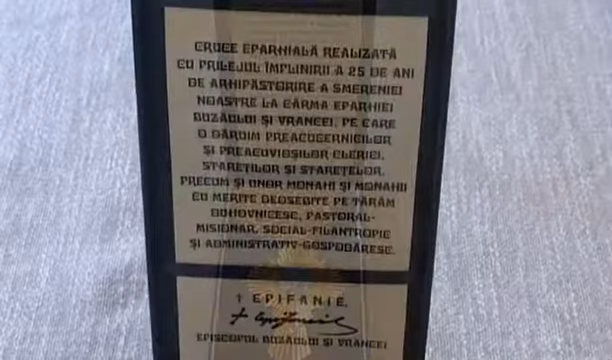 CRUCE EPARHIALĂ REALIZATĂ
CU PRILEJUL ÎMPLINIRII A 25 DE ANI
DE ARHIPĂSTORIRE A SMERENIEI
NOASTRE LA CÂRMA EPARHIEI
BUZĂULUI ȘI VRANCEI, PE CARE
O DĂRUIM PREACUCERNICILOR
ȘI PREACUVIOȘILOR CLERICI,
STAREȚILOR ȘI STAREȚELOR,
PRECUM ȘI UNOR MONAHI ȘI MONAHII
CU MERITE DEOSEBITE PE TĂRÂM
DUHOVNICESC, PASTORAL-
MISIONAR, SOCIAL-FILANTROPIC
ȘI ADMINISTRATIV-GOSPODĂRESC.
† EPIFANIE,
† Epifanie
EPISCOPUL BUZĂULUI ȘI VRANCEI